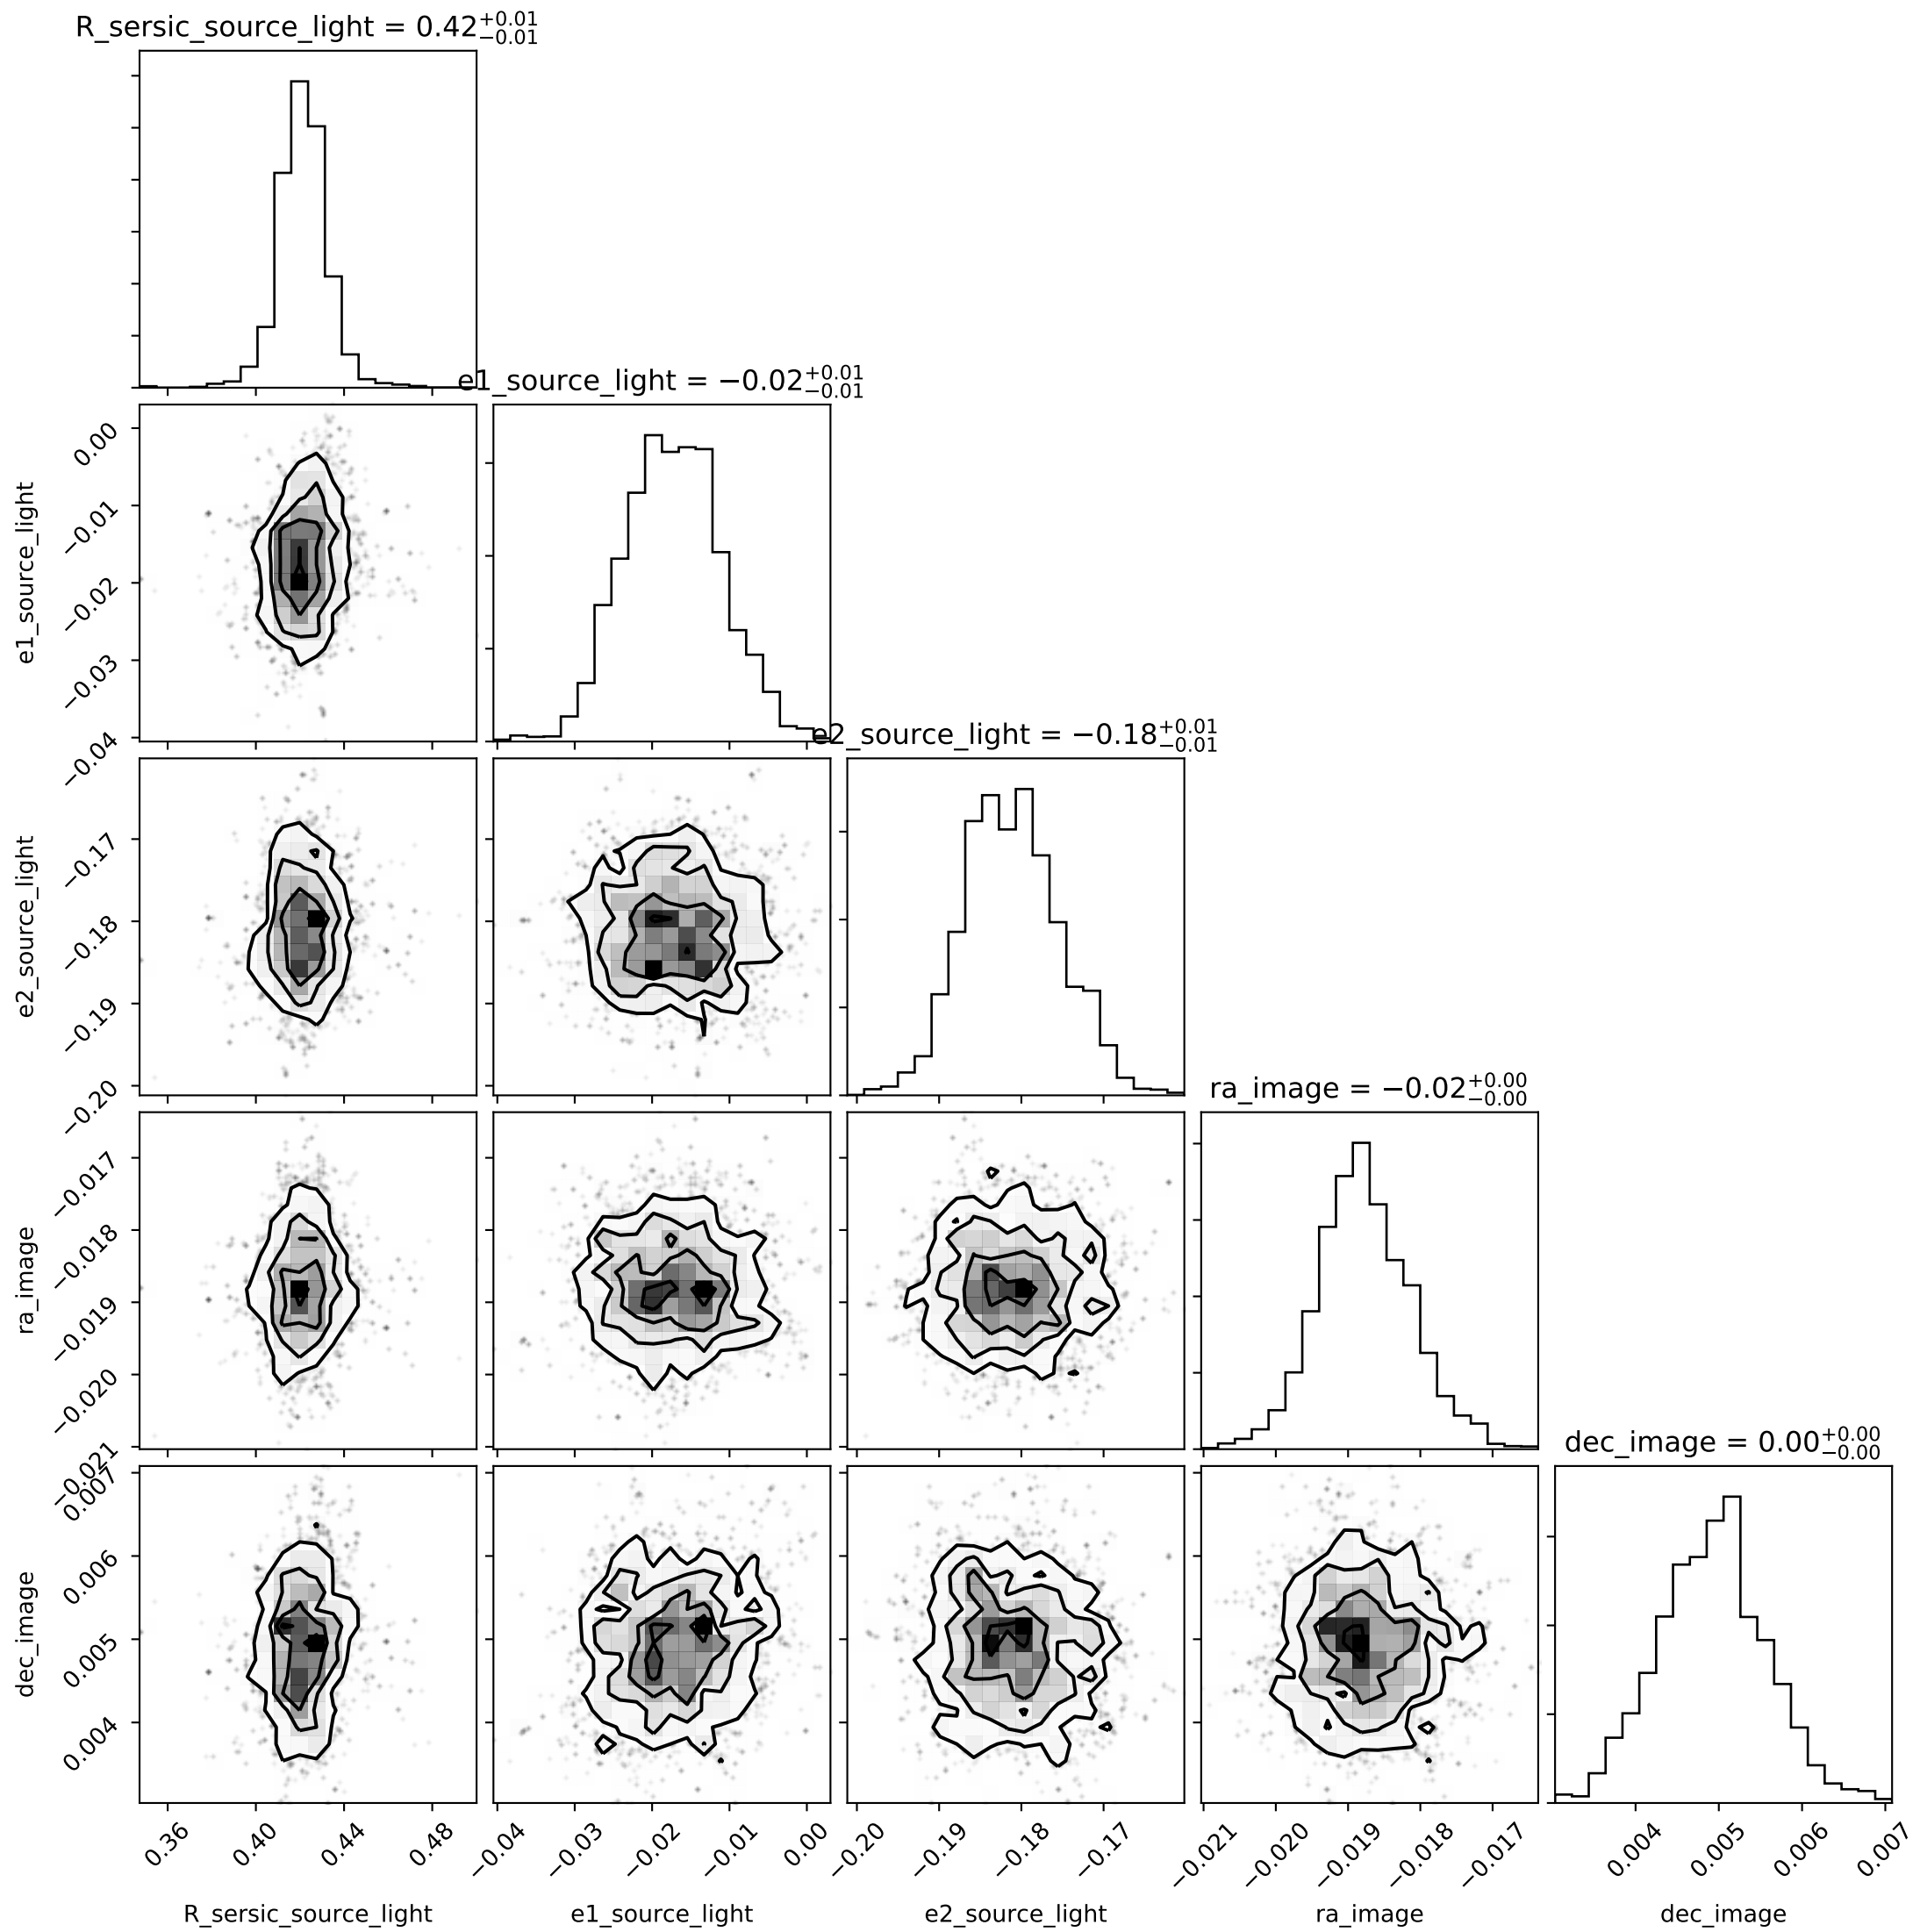 R_sersic_source_light = 0.42+0.01 −0.01
e1_source_light = −0.02+0.01 −0.01
0.00
−0.01
−0.02
−0.03
−0.04
e1_source_light
e2_source_light = −0.18+0.01 −0.01
−0.17
−0.18
−0.19
−0.20
e2_source_light
ra_image = −0.02+0.00 −0.00
−0.017
−0.018
−0.019
−0.020
−0.021
ra_image
dec_image = 0.00+0.00 −0.00
0.007
0.006
0.005
0.004
dec_image
0.36 0.40 0.44 0.48 −0.04 −0.03 −0.02 −0.01 0.00 −0.20 −0.19 −0.18 −0.17 −0.021 −0.020 −0.019 −0.018 −0.017 0.004 0.005 0.006 0.007
R_sersic_source_light e1_source_light e2_source_light ra_image dec_image